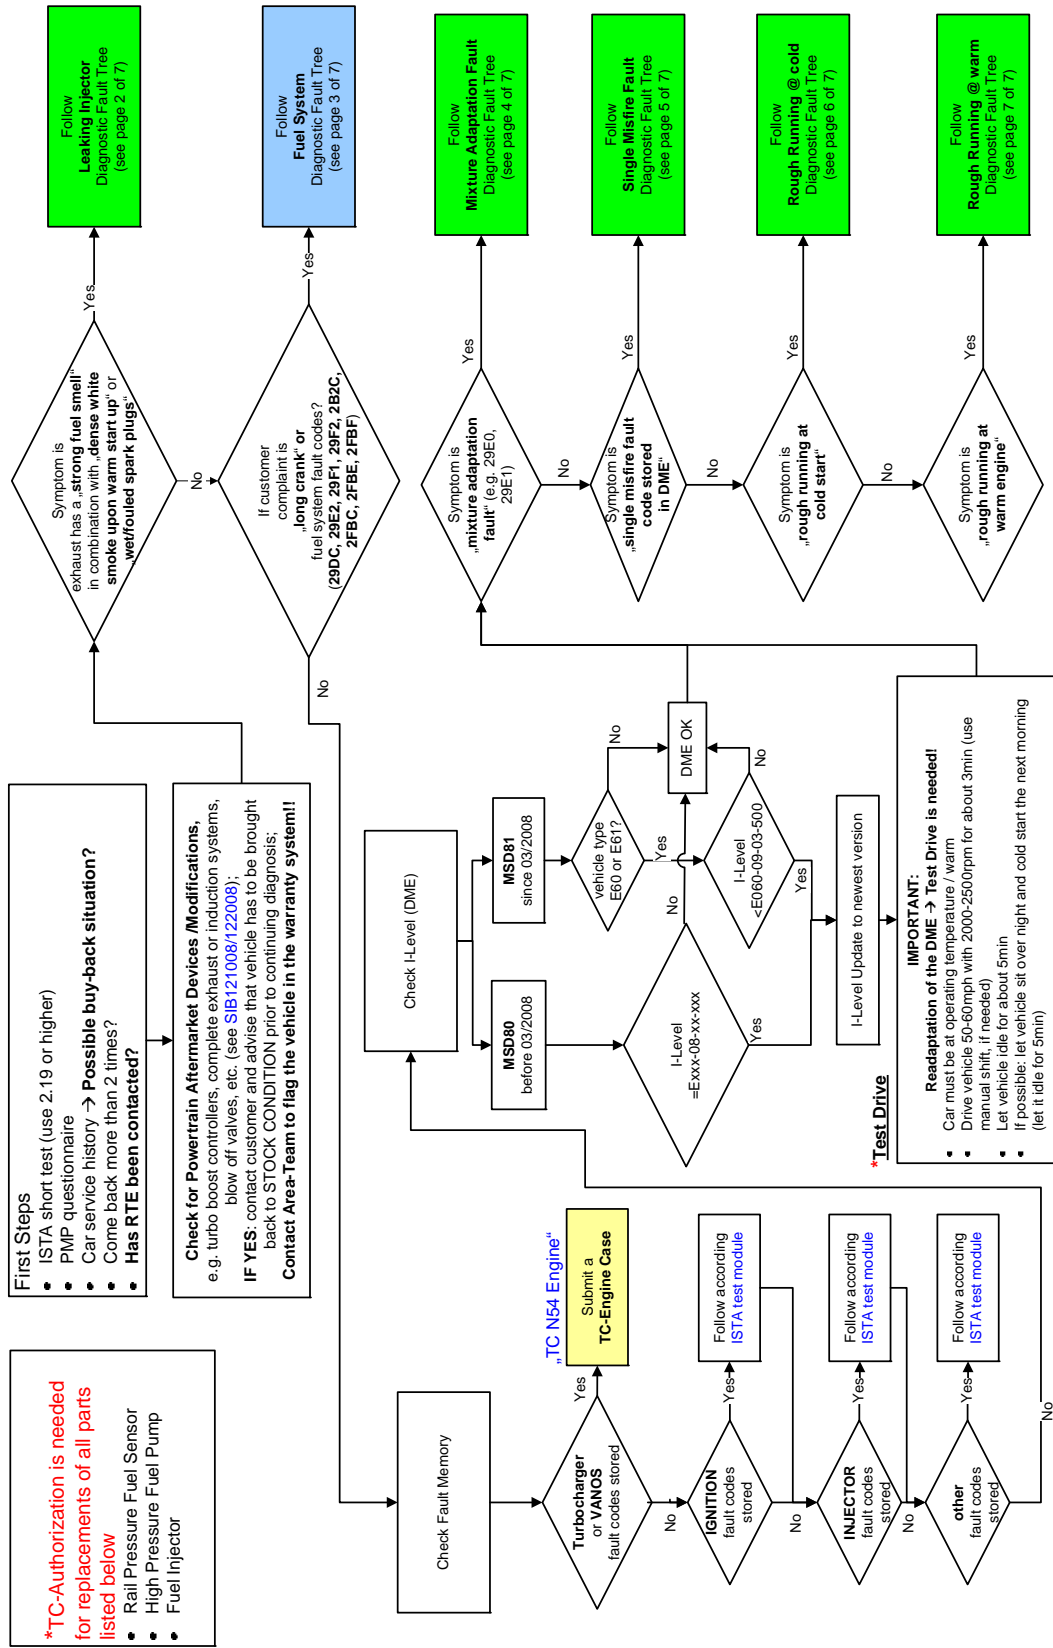 *TC-Authorization is needed
for replacements of all parts
listed below
• Rail Pressure Fuel Sensor
• High Pressure Fuel Pump
• Fuel Injector
First Steps
• ISTA short test (use 2.19 or higher)
• PMP questionnaire
• Car service history → Possible buy-back situation?
• Come back more than 2 times?
• Has RTE been contacted?
Check for Powertrain Aftermarket Devices /Modifications,
e.g. turbo boost controllers, complete exhaust or induction systems,
blow off valves, etc. (see SIB121008/122008);
IF YES: contact customer and advise that vehicle has to be brought
back to STOCK CONDITION prior to continuing diagnosis;
Contact Area-Team to flag the vehicle in the warranty system!!
Symptom is
exhaust has a „strong fuel smell“
in combination with „dense white
smoke upon warm start up“ or
„wet/fouled spark plugs“
Yes
Follow
Leaking Injector
Diagnostic Fault Tree
(see page 2 of 7)
No
If customer
complaint is
„long crank“ or
fuel system fault codes?
(29DC, 29E2, 29F1, 29F2, 2B2C,
2FBC, 2FBE, 2FBF)
Yes
Follow
Fuel System
Diagnostic Fault Tree
(see page 3 of 7)
No
Check Fault Memory
Turbocharger
or VANOS
fault codes stored
Yes
„TC N54 Engine“
Submit a
TC-Engine Case
No
IGNITION
fault codes
stored
Yes
Follow according
ISTA test module
No
INJECTOR
fault codes
stored
Yes
Follow according
ISTA test module
No
other
fault codes
stored
Yes
Follow according
ISTA test module
No
Check I-Level (DME)
MSD80
before 03/2008
MSD81
since 03/2008
I-Level
=Exxx-08-xx-xxx
No
Yes
vehicle type
E60 or E61?
No
Yes
I-Level
<E060-09-03-500
No
Yes
DME OK
I-Level Update to newest version
*Test Drive
IMPORTANT:
Readaptation of the DME → Test Drive is needed!
• Car must be at operating temperature / warm
• Drive vehicle 50-60mph with 2000-2500rpm for about 3min (use
manual shift, if needed)
• Let vehicle idle for about 5min
• If possible: let vehicle sit over night and cold start the next morning
(let it idle for 5min)
Symptom is
„mixture adaptation
fault“ (e.g. 29E0,
29E1)
Yes
Follow
Mixture Adaptation Fault
Diagnostic Fault Tree
(see page 4 of 7)
No
Symptom is
„single misfire fault
code stored
in DME“
Yes
Follow
Single Misfire Fault
Diagnostic Fault Tree
(see page 5 of 7)
No
Symptom is
„rough running at
cold start“
Yes
Follow
Rough Running @ cold
Diagnostic Fault Tree
(see page 6 of 7)
No
Symptom is
„rough running at
warm engine“
Yes
Follow
Rough Running @ warm
Diagnostic Fault Tree
(see page 7 of 7)